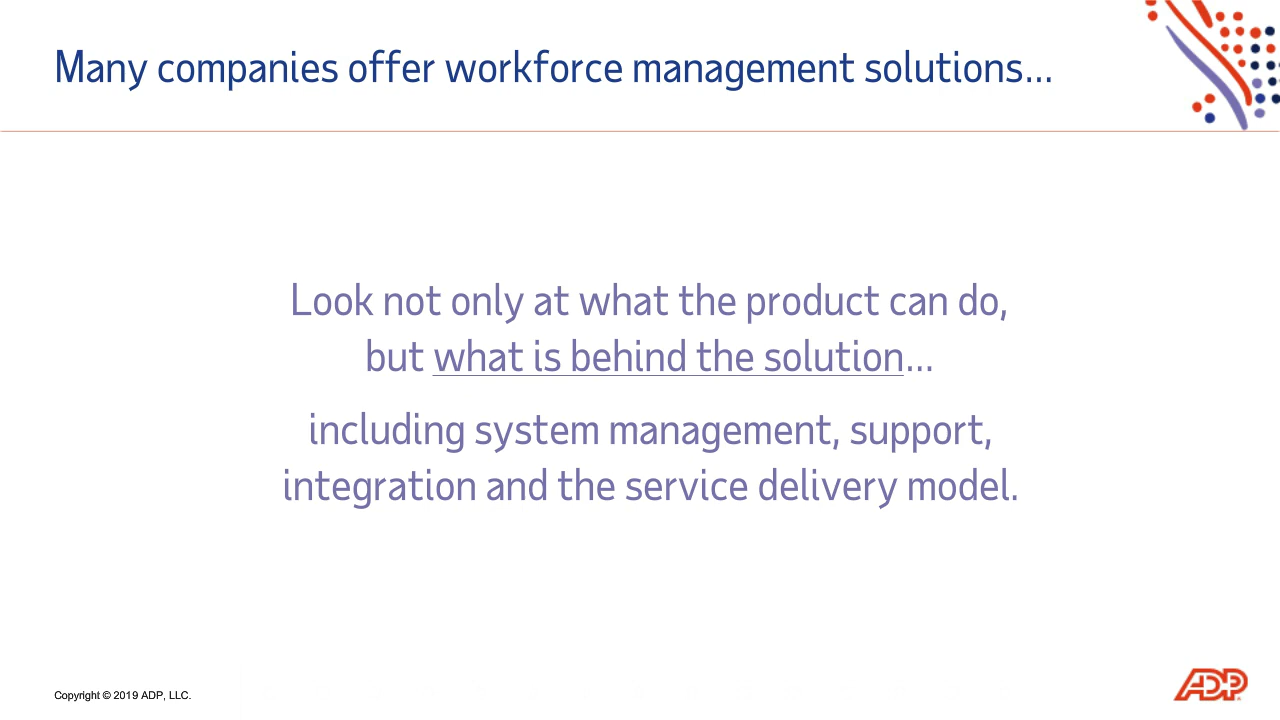 Many companies offer workforce management solutions...
Look not only at what the product can do,
but what is behind the solution...
including system management, support,
integration and the service delivery model.
Copyright © 2019 ADP, LLC.
ADP